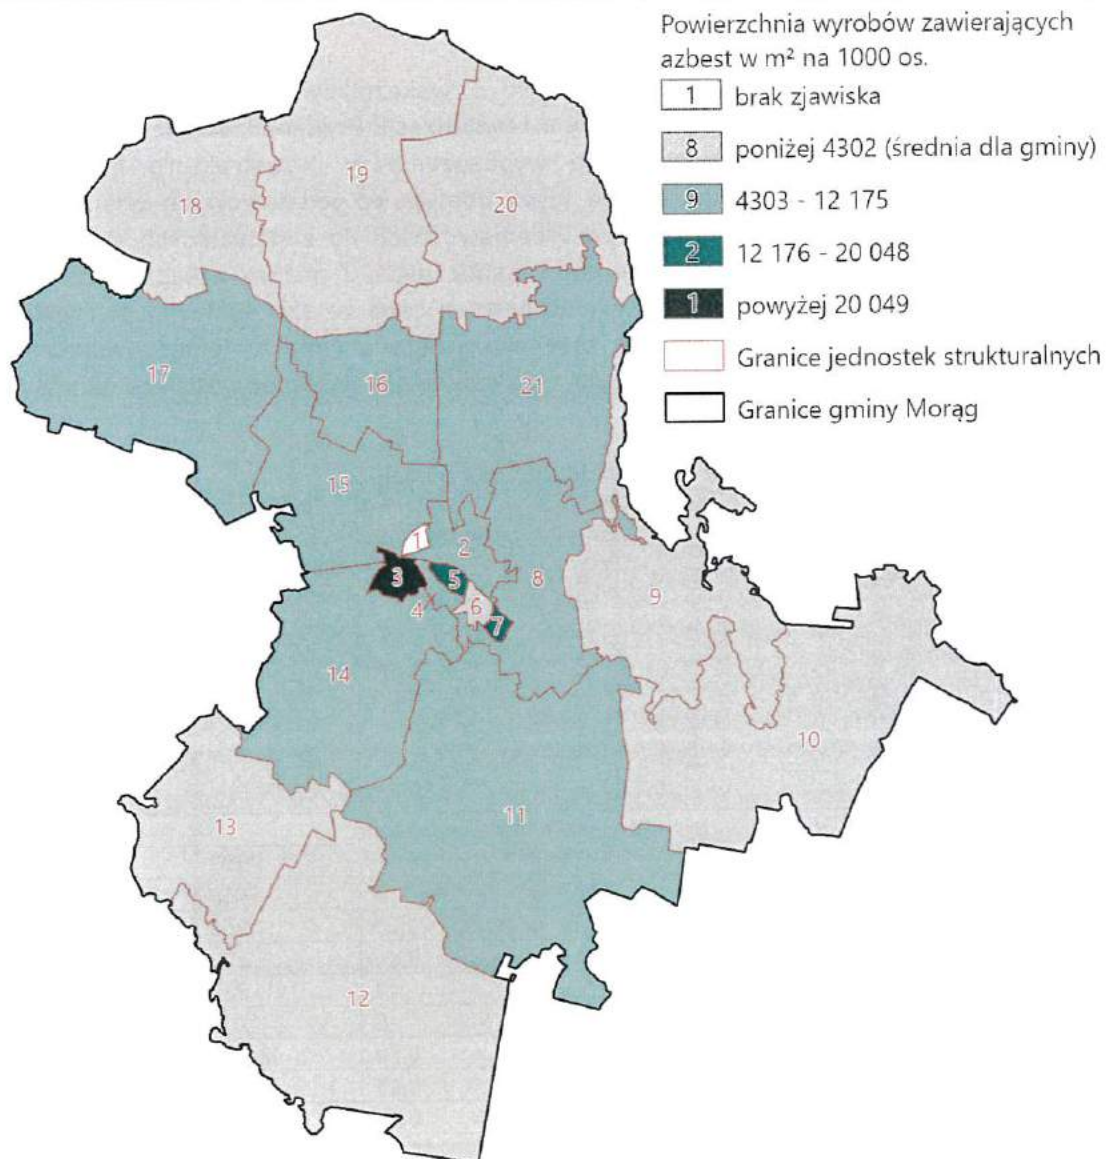 Powierzchnia wyrobów zawierających
azbest w m² na 1000 os.
1 brak zjawiska
8 poniżej 4302 (średnia dla gminy)
9 4303 - 12 175
2 12 176 - 20 048
1 powyżej 20 049
Granice jednostek strukturalnych
Granice gminy Morąg
19
18
20
17
16
21
15
1
2
3
5
8
4
6
9
7
14
10
11
13
12